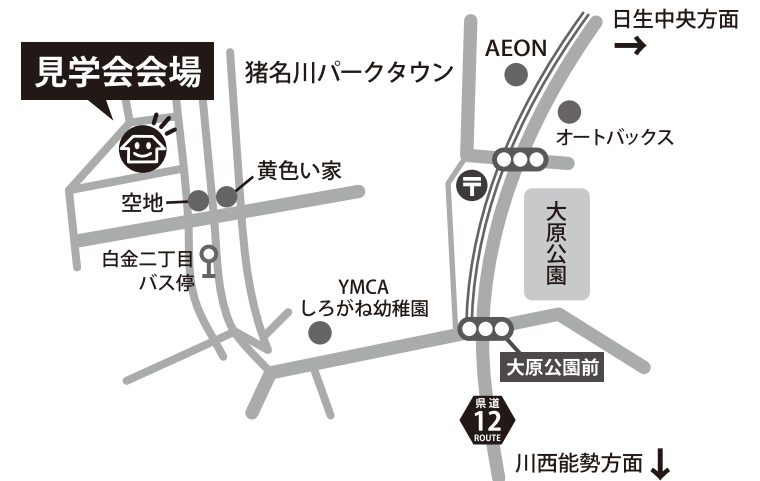 日生中央方面
→
AEON
見学会会場
猪名川パークタウン
オートバックス
黄色い家
〒
空地
大原公園
白金二丁目
バス停
YMCA
しろがね幼稚園
大原公園前
県道
12
ROUTE
川西能勢方面↓